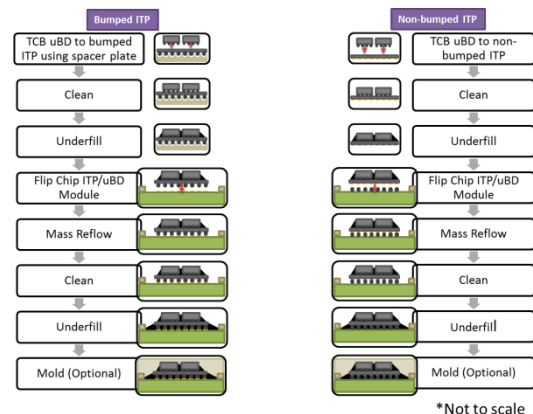 Bumped ITP
TCB uBD to bumped
ITP using spacer plate
Clean
Underfill
Flip Chip ITP/uBD
Module
Mass Reflow
Clean
Underfill
Mold (Optional)
Non-bumped ITP
TCB uBD to non-
bumped ITP
Clean
Underfill
Flip Chip ITP/uBD
Module
Mass Reflow
Clean
Underfill
Mold (Optional)
*Not to scale